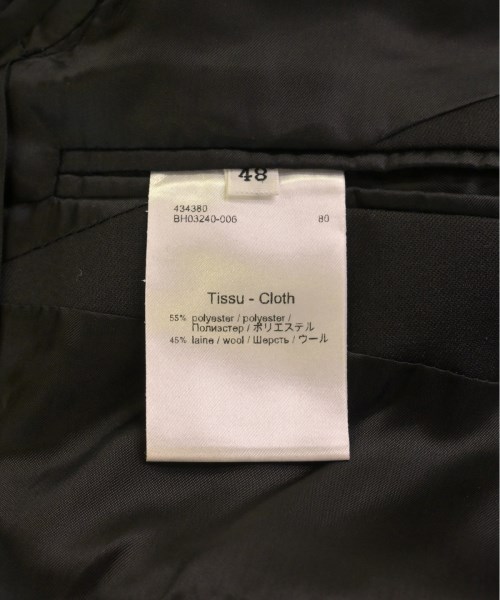 48
434380
BH03240-006 80
Tissu - Cloth
55% polyester / polyester /
Полиэстер / ポリエステル
45% laine / wool / Шерсть / ウール